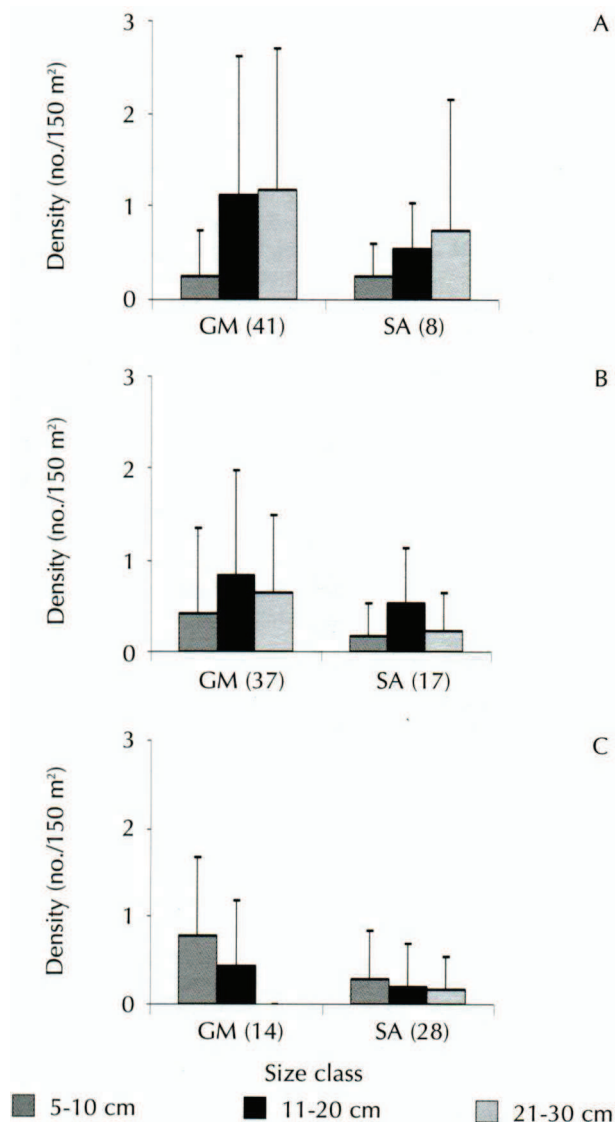 A
Density (no./150 m²)
3
2
1
0
GM (41) SA (8)
B
Density (no./150 m²)
3
2
1
0
GM (37) SA (17)
C
Density (no./150 m²)
3
2
1
0
GM (14) SA (28)
Size class
5-10 cm 11-20 cm 21-30 cm